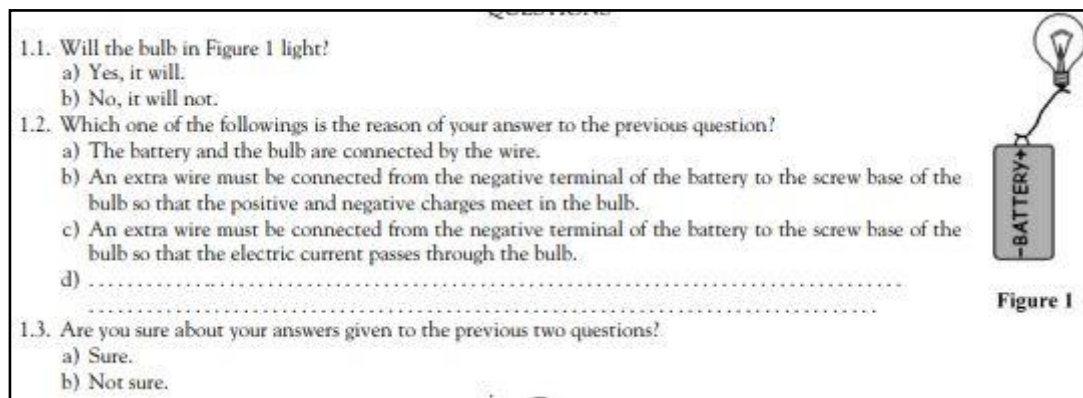 QUESTIONS
1.1. Will the bulb in Figure 1 light?
a) Yes, it will.
b) No, it will not.
1.2. Which one of the followings is the reason of your answer to the previous question?
a) The battery and the bulb are connected by the wire.
b) An extra wire must be connected from the negative terminal of the battery to the screw base of the
bulb so that the positive and negative charges meet in the bulb.
c) An extra wire must be connected from the negative terminal of the battery to the screw base of the
bulb so that the electric current passes through the bulb.
d) . . . . . . . . . . . . . . . . . . . . . . . . . . . . . . . . . . . . . . . . . . . . . . . . . . . . . . . . . . . .
. . . . . . . . . . . . . . . . . . . . . . . . . . . . . . . . . . . . . . . . . . . . . . . . . . . . . . . . . . . .
1.3. Are you sure about your answers given to the previous two questions?
a) Sure.
b) Not sure.
-BATTERY+
Figure 1